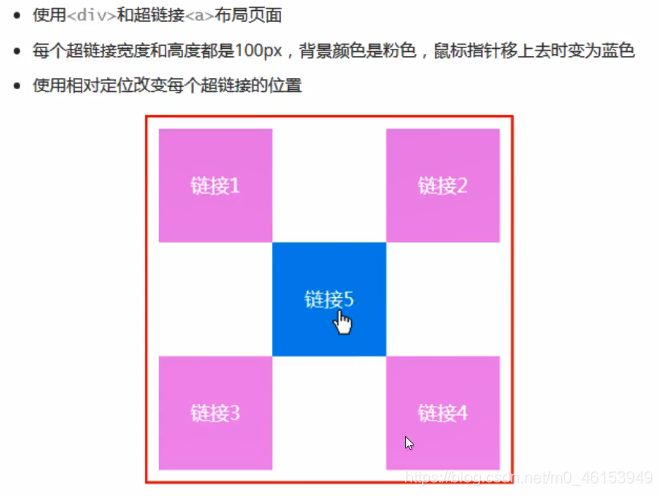 使用<div>和超链接<a>布局页面
每个超链接宽度和高度都是100px，背景颜色是粉色，鼠标指针移上去时变为蓝色
使用相对定位改变每个超链接的位置
链接1
链接2
链接5
链接3
链接4
https://blog.csdn.net/m0_46153949